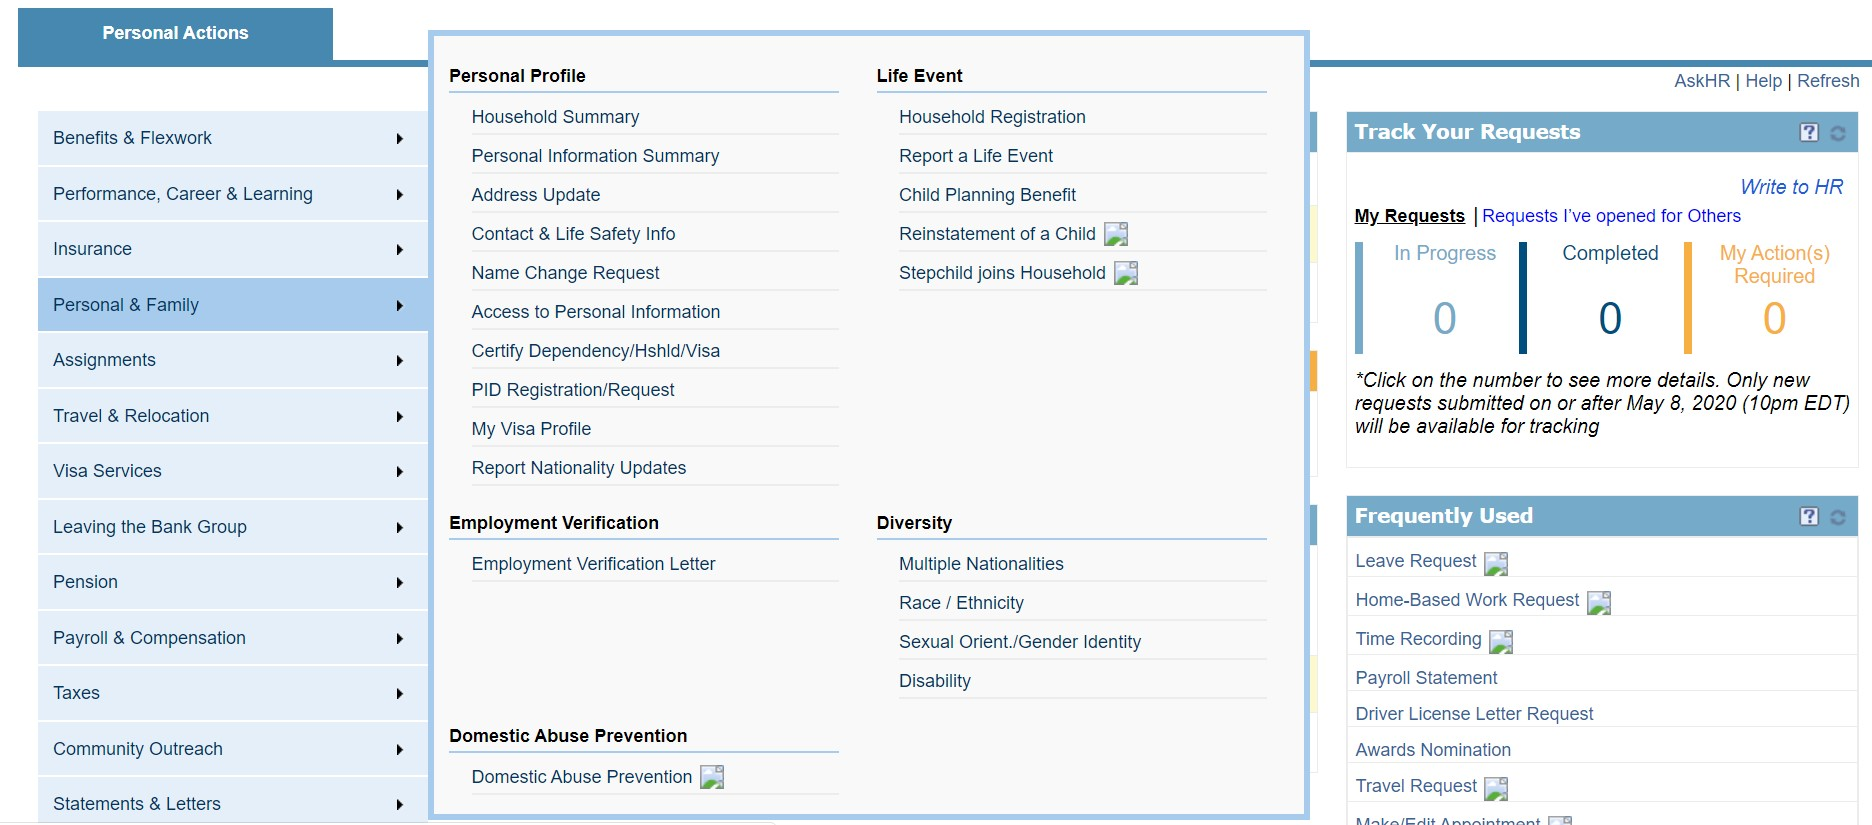 Personal Actions
AskHR | Help | Refresh
Benefits & Flexwork
Performance, Career & Learning
Insurance
Personal & Family
Assignments
Travel & Relocation
Visa Services
Leaving the Bank Group
Pension
Payroll & Compensation
Taxes
Community Outreach
Statements & Letters
Personal Profile
Household Summary
Personal Information Summary
Address Update
Contact & Life Safety Info
Name Change Request
Access to Personal Information
Certify Dependency/Hshld/Visa
PID Registration/Request
My Visa Profile
Report Nationality Updates
Life Event
Household Registration
Report a Life Event
Child Planning Benefit
Reinstatement of a Child
Stepchild joins Household
Employment Verification
Employment Verification Letter
Diversity
Multiple Nationalities
Race / Ethnicity
Sexual Orient./Gender Identity
Disability
Domestic Abuse Prevention
Domestic Abuse Prevention
Track Your Requests
Write to HR
My Requests | Requests I've opened for Others
In Progress
0
Completed
0
My Action(s)
Required
0
*Click on the number to see more details. Only new
requests submitted on or after May 8, 2020 (10pm EDT)
will be available for tracking
Frequently Used
Leave Request
Home-Based Work Request
Time Recording
Payroll Statement
Driver License Letter Request
Awards Nomination
Travel Request
Make/Edit Appointment